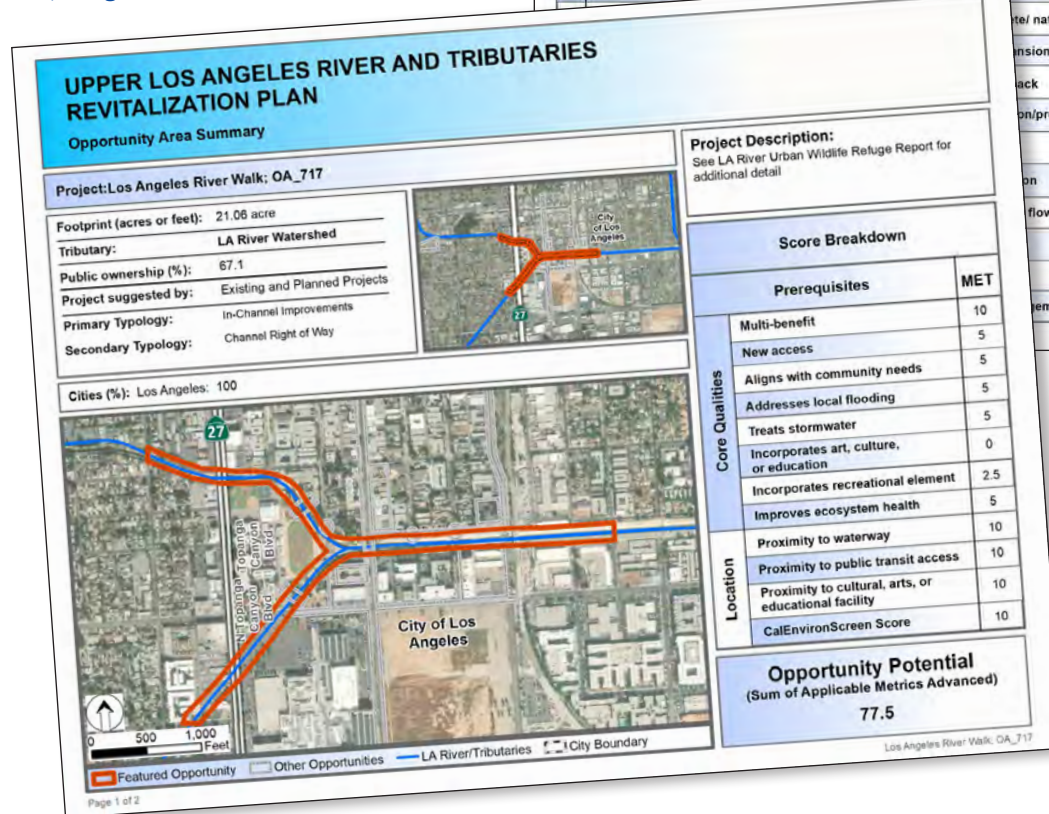 UPPER LOS ANGELES RIVER AND TRIBUTARIES
REVITALIZATION PLAN
Opportunity Area Summary
Project:Los Angeles River Walk; OA_717
Footprint (acres or feet): 21.06 acre
Tributary: LA River Watershed
Public ownership (%): 67.1
Project suggested by: Existing and Planned Projects
Primary Typology: In-Channel Improvements
Secondary Typology: Channel Right of Way
City
of Los
Angeles
27
Project Description:
See LA River Urban Wildlife Refuge Report for
additional detail
Cities (%): Los Angeles: 100
27
N Topanga
Canyon
Blvd
Topanga
Canyon
Blvd
City of Los
Angeles
0 500 1,000
Feet
Featured Opportunity Other Opportunities LA River/Tributaries City Boundary
Page 1 of 2
Score Breakdown
Prerequisites MET
Core Qualities
Multi-benefit 10
New access 5
Aligns with community needs 5
Addresses local flooding 5
Treats stormwater 5
Incorporates art, culture,
or education 0
Incorporates recreational element 2.5
Improves ecosystem health 5
Location
Proximity to waterway 10
Proximity to public transit access 10
Proximity to cultural, arts, or
educational facility 10
CalEnvironScreen Score 10
Opportunity Potential
(Sum of Applicable Metrics Advanced)
77.5
Los Angeles River Walk; OA_717